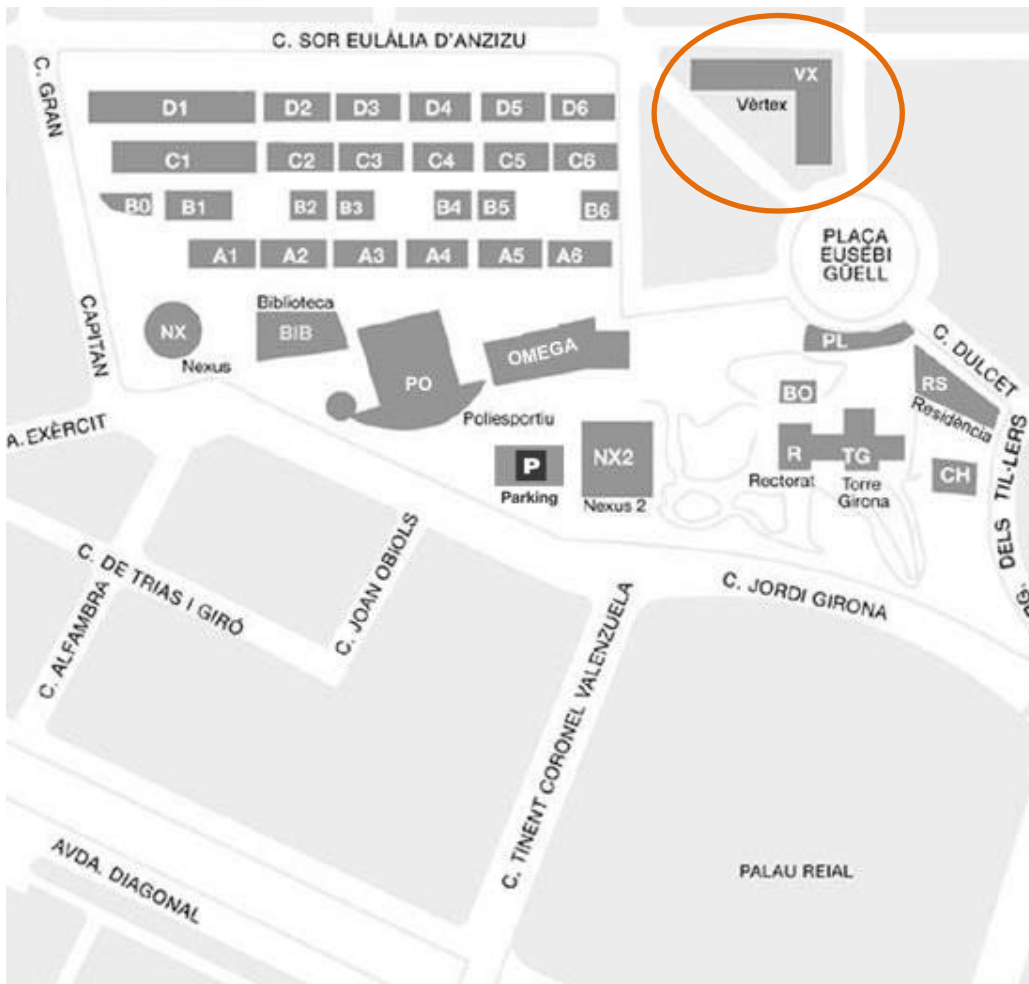 C. SOR EULÀLIA D'ANZIZU
C. GRAN
CAPITAN
VX
Vèrtex
D1 D2 D3 D4 D5 D6
C1 C2 C3 C4 C5 C6
B0 B1 B2 B3 B4 B5 B6
A1 A2 A3 A4 A5 A6
PLAÇA
EUSEBI
GÜELL
Biblioteca
BIB
NX
Nexus
PO
Poliesportiu
OMEGA
PL
C. DULCET
RS
Residència
BO
R
Rectorat
TG
Torre
Girona
CH
DELS TIL·LERS
A. EXÈRCIT
P
Parking
NX2
Nexus 2
C. JORDI GIRONA
C. DE TRIAS I GIRÓ
C. JOAN OBIOLS
C. ALFAMBRA
C. TINENT CORONEL VALENZUELA
AVDA. DIAGONAL
PALAU REIAL